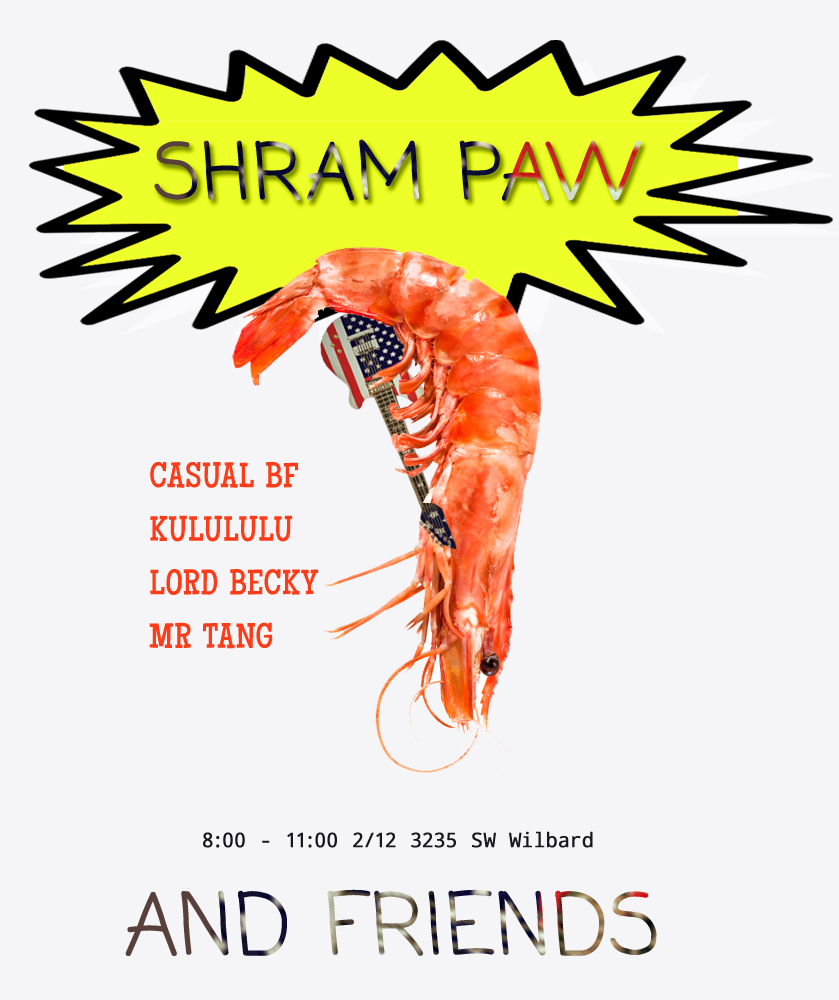 SHRAM PAW
CASUAL BF
KULULULU
LORD BECKY
MR TANG
8:00 - 11:00 2/12 3235 SW Wilbard
AND FRIENDS